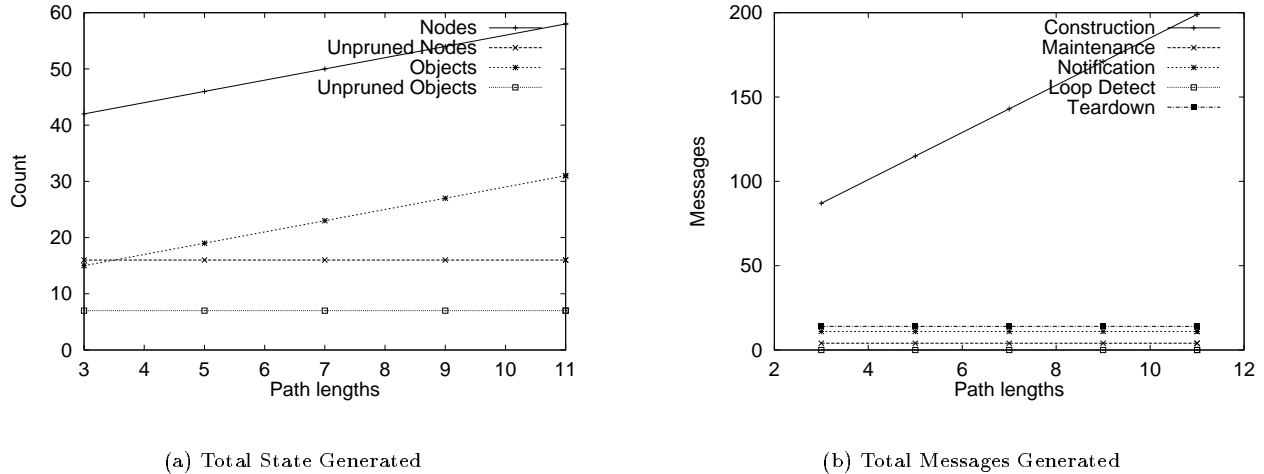 60
50
40
30
20
10
0
Count
Nodes
Unpruned Nodes
Objects
Unpruned Objects
3 4 5 6 7 8 9 10 11
Path lengths
(a) Total State Generated
200
150
100
50
0
Messages
Construction
Maintenance
Notification
Loop Detect
Teardown
2 4 6 8 10 12
Path lengths
(b) Total Messages Generated